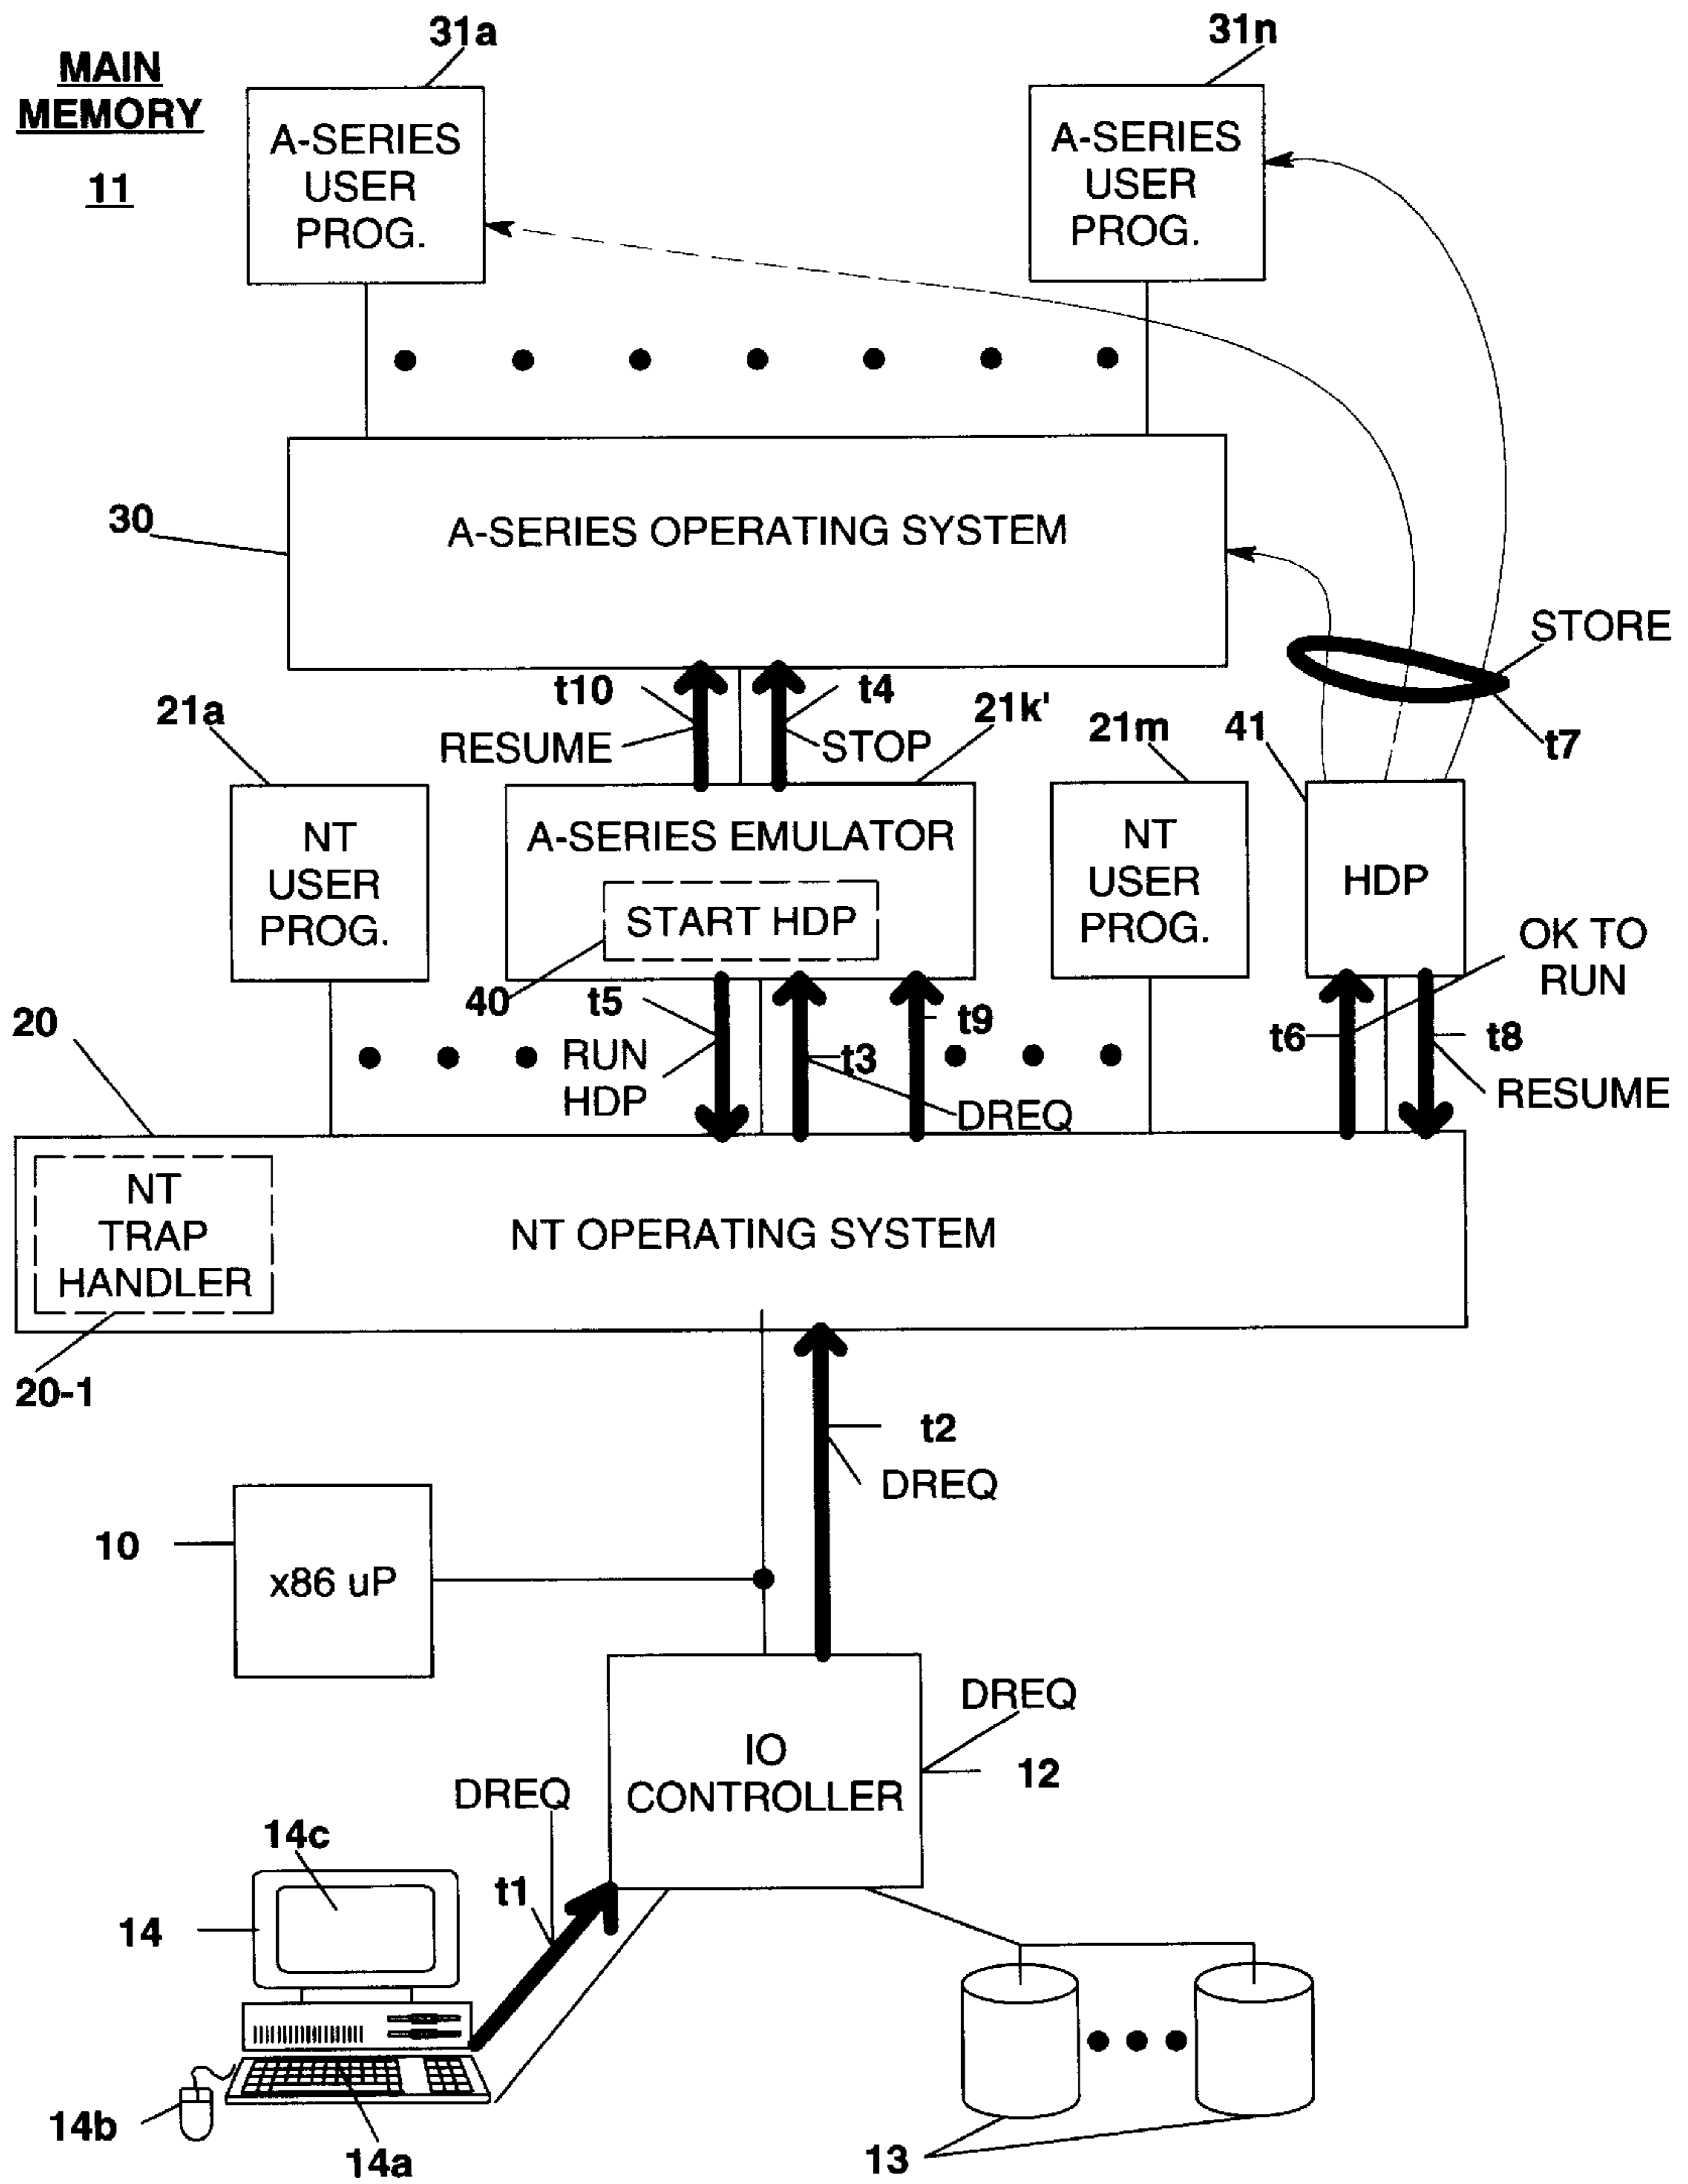 31a
31n
MAIN
MEMORY
11
A-SERIES
USER
PROG.
A-SERIES
USER
PROG.
30
A-SERIES OPERATING SYSTEM
STORE
t7
t10
RESUME
t4
STOP
21a
21k'
21m
41
NT
USER
PROG.
A-SERIES EMULATOR
START HDP
40
NT
USER
PROG.
HDP
OK TO
RUN
20
t5
RUN
HDP
t3
DREQ
t9
t6
t8
RESUME
NT
TRAP
HANDLER
NT OPERATING SYSTEM
20-1
t2
DREQ
10
x86 uP
IO
CONTROLLER
DREQ
12
DREQ
t1
14c
14
14b
14a
13